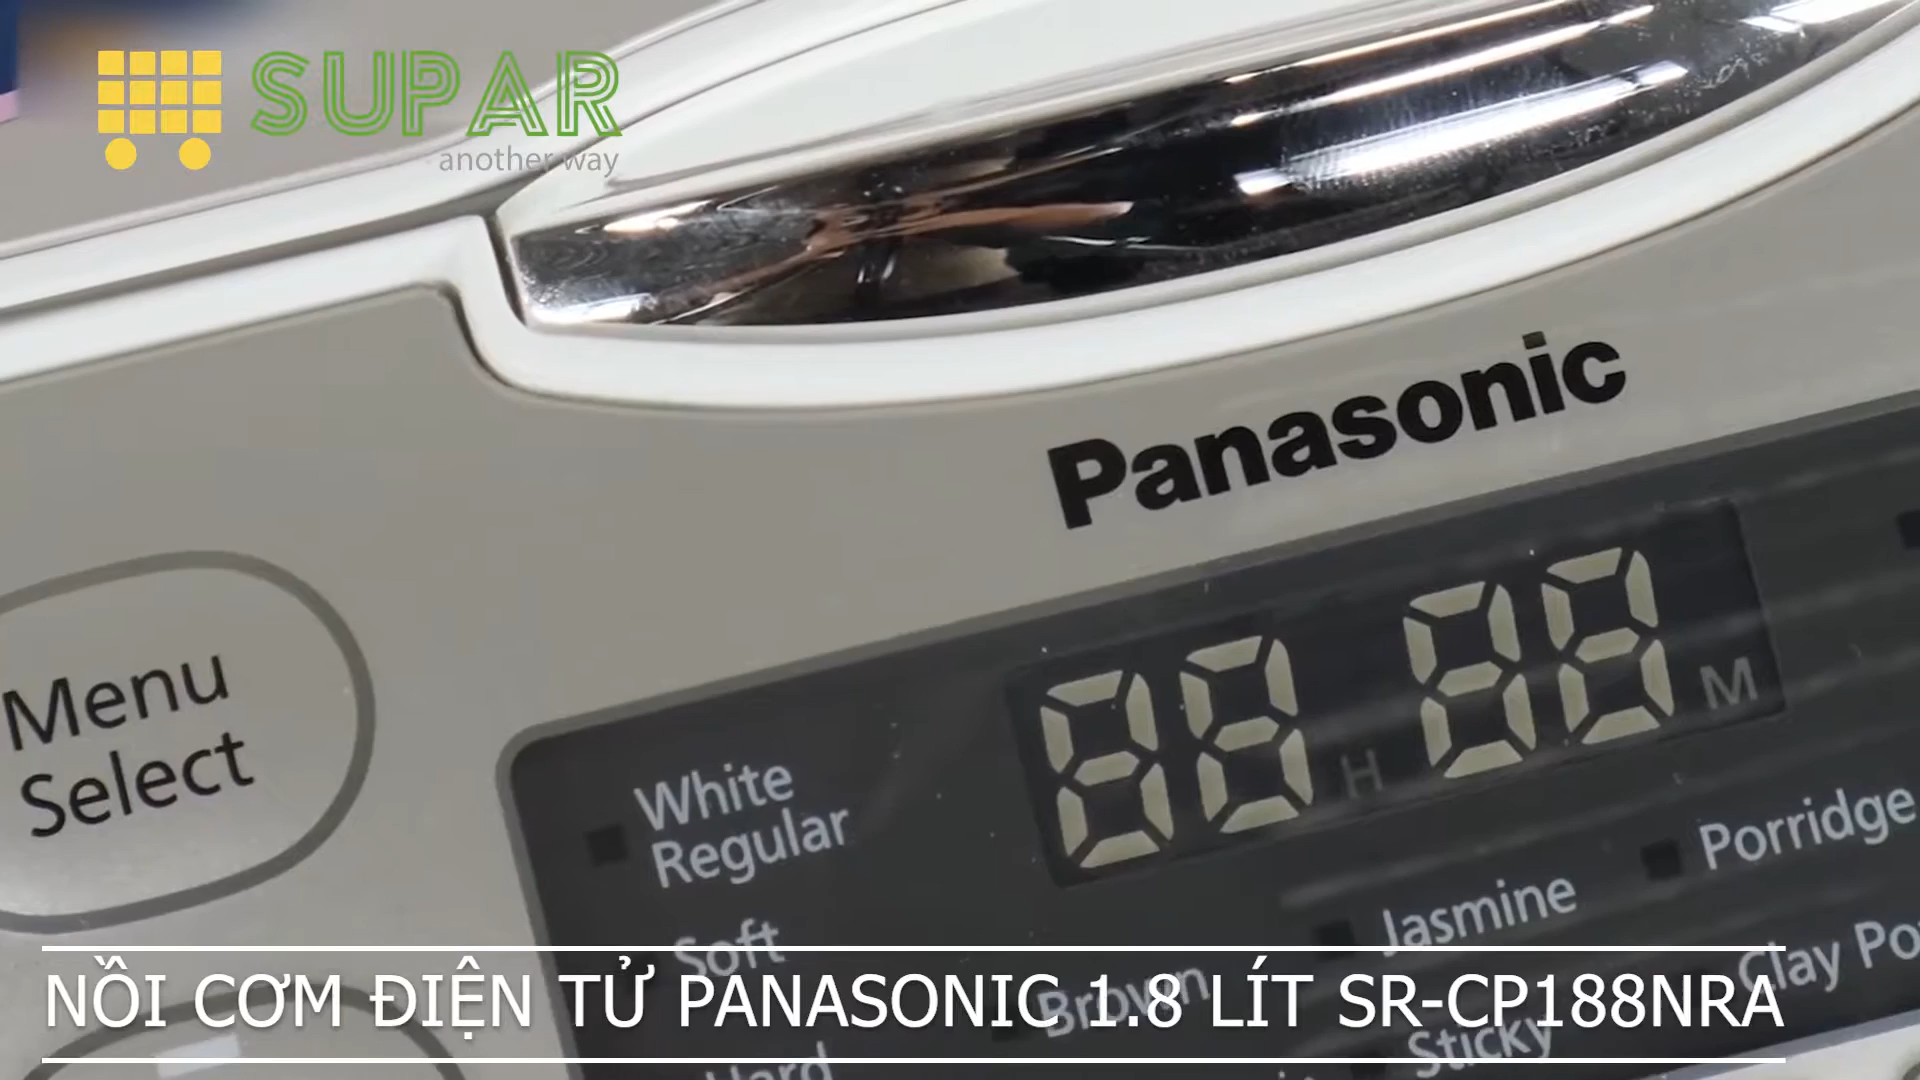 SUPAR
another way
Panasonic
Menu
Select
88 H 88 M
White
Regular
Soft
Hard
Jasmine
Brown
Sticky
Porridge
Clay Po
NỒI CƠM ĐIỆN TỬ PANASONIC 1.8 LÍT SR-CP188NRA